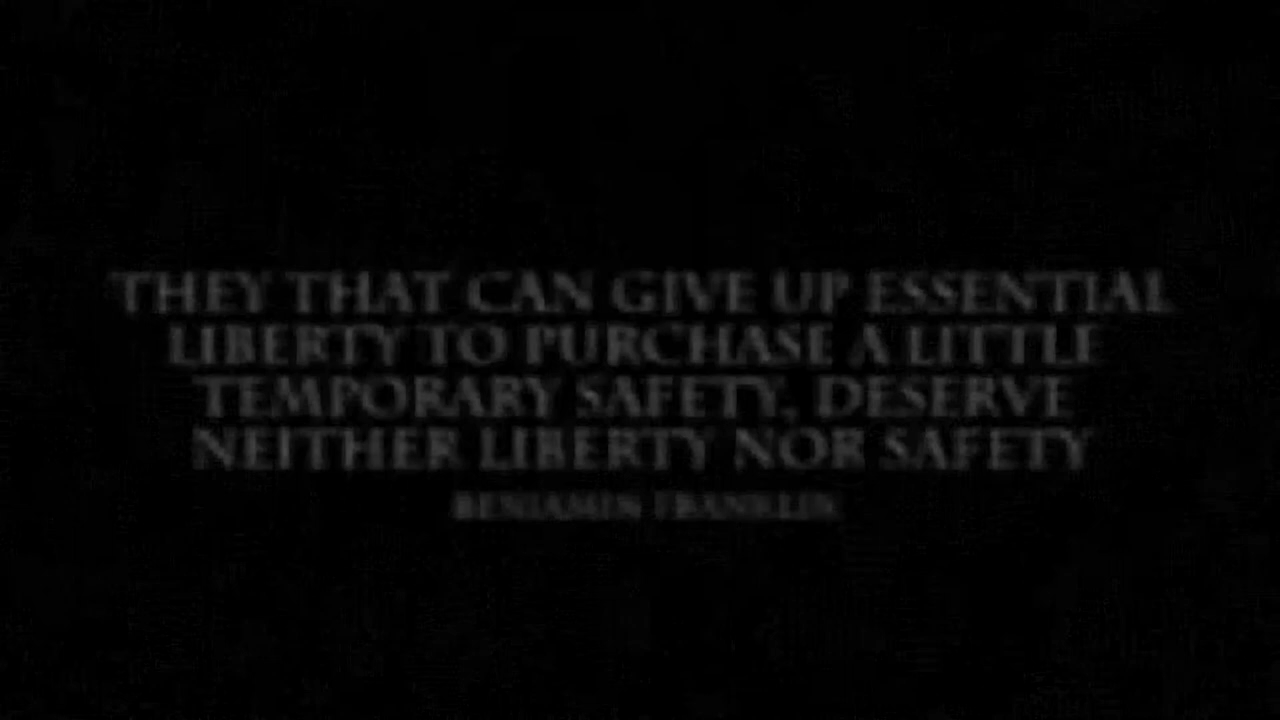 THEY THAT CAN GIVE UP ESSENTIAL
LIBERTY TO PURCHASE A LITTLE
TEMPORARY SAFETY, DESERVE
NEITHER LIBERTY NOR SAFETY
BENJAMIN FRANKLIN